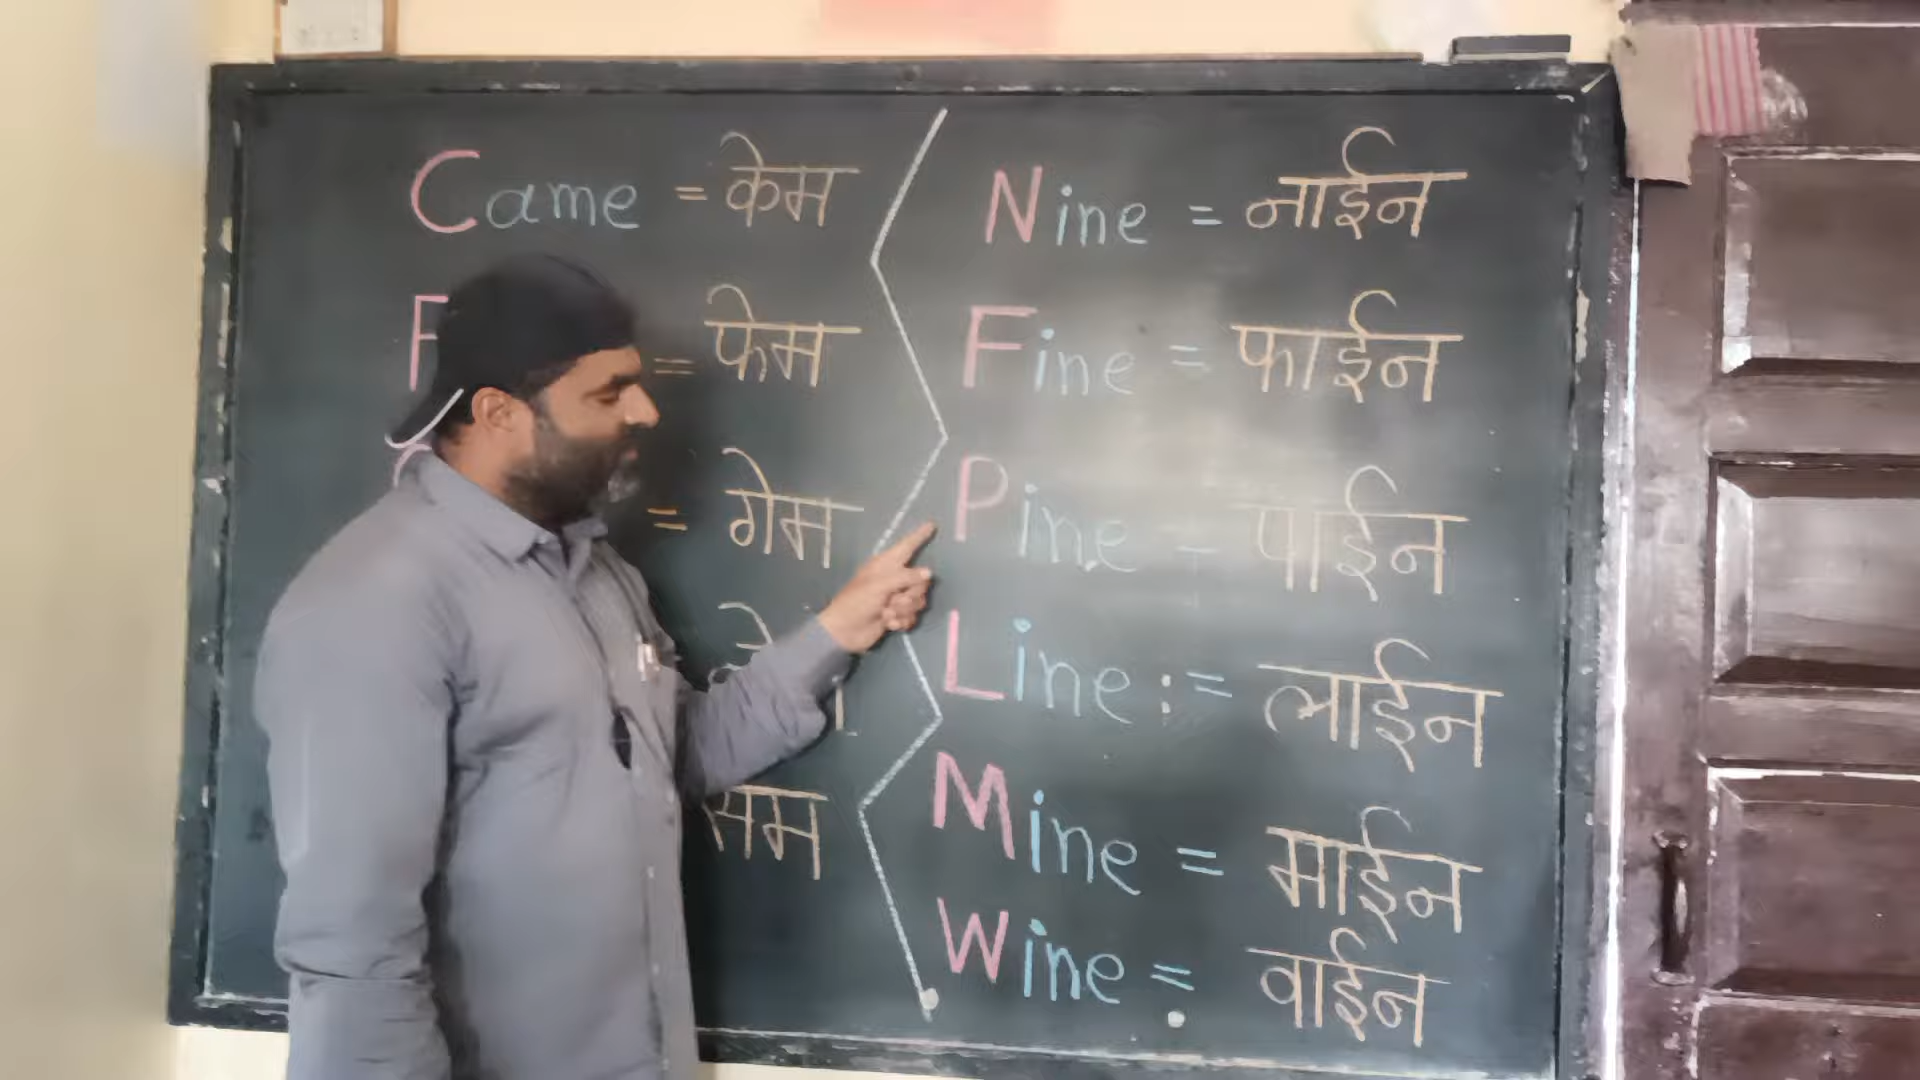 Came = केम
F = फेम
= गेम
सम
Nine = नाईन
Fine = फाईन
Pine = पाईन
Line := लाईन
Mine = माईन
Wine = वाईन